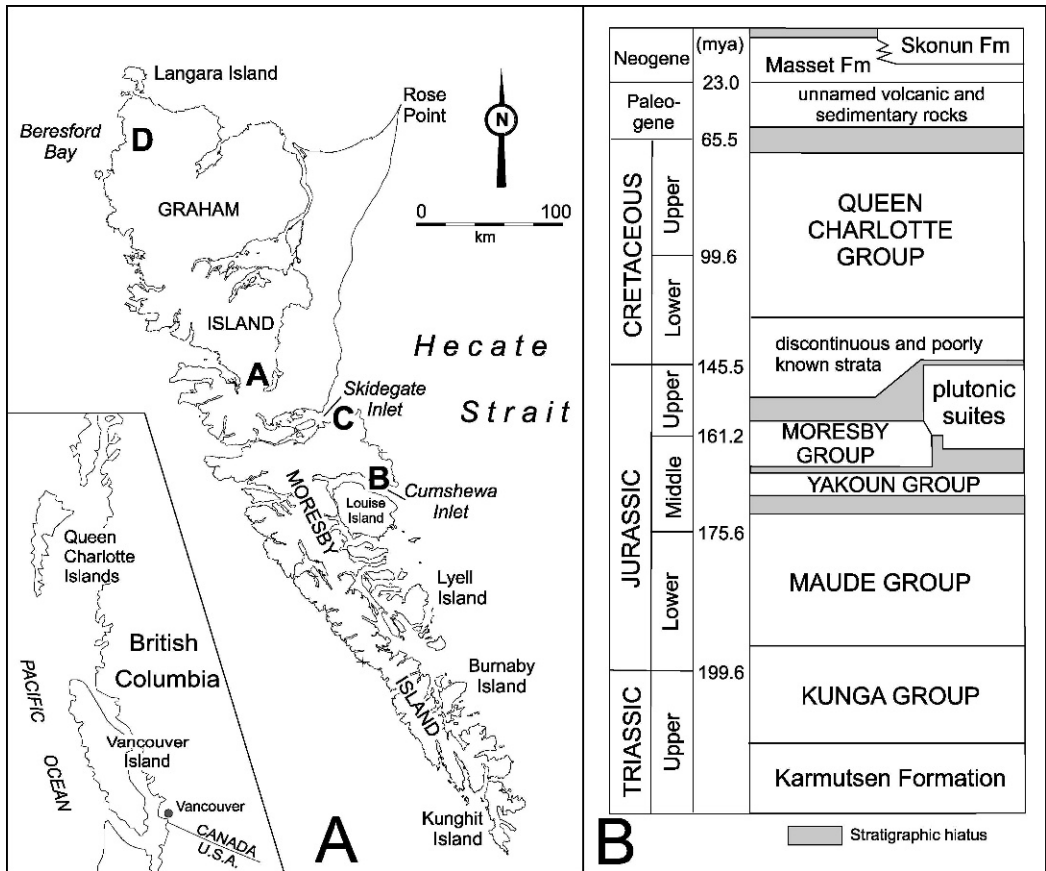 Langara Island
Rose
Point
Beresford
Bay
D
N
GRAHAM
0 100
km
ISLAND
Hecate
Strait
A
Skidegate
Inlet
C
B
Cumshewa
Inlet
Louise
Island
MORESBY
ISLAND
Lyell
Island
Burnaby
Island
Kunghit
Island
Queen
Charlotte
Islands
British
Columbia
PACIFIC
OCEAN
Vancouver
Island
Vancouver
CANADA
U.S.A.
A
(mya)
Neogene
Skonun Fm
Masset Fm
23.0
Paleo-
gene
unnamed volcanic and
sedimentary rocks
65.5
CRETACEOUS
Upper
QUEEN
CHARLOTTE
GROUP
99.6
Lower
discontinuous and poorly
known strata
145.5
JURASSIC
Upper
plutonic
suites
161.2
MORESBY
GROUP
Middle
YAKOUN GROUP
175.6
Lower
MAUDE GROUP
199.6
TRIASSIC
Upper
KUNGA GROUP
Karmutsen Formation
B
Stratigraphic hiatus